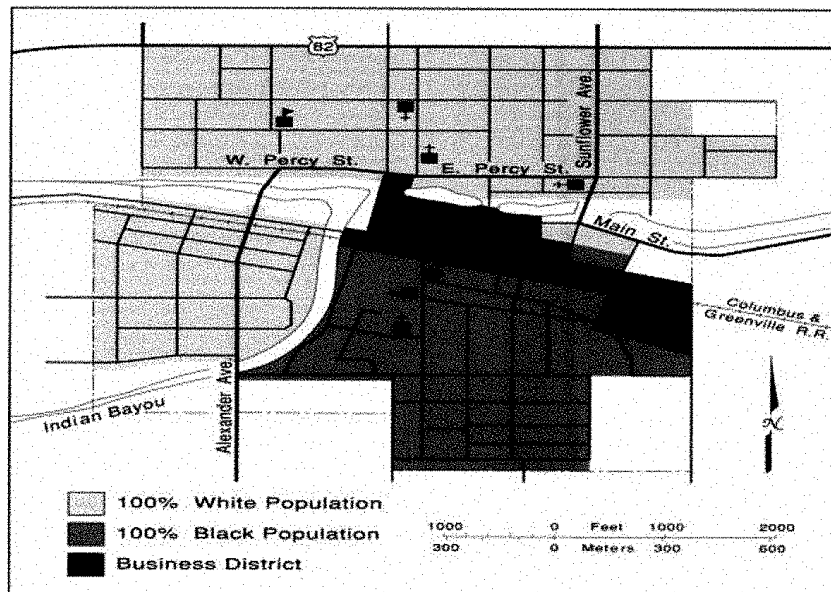 82
Sunflower Ave.
W. Percy St.
E. Percy St.
Main St.
Columbus &
Greenville R.R.
Alexander Ave.
Indian Bayou
N
100% White Population
100% Black Population
Business District
1000 0 Feet 1000 2000
300 0 Meters 300 600